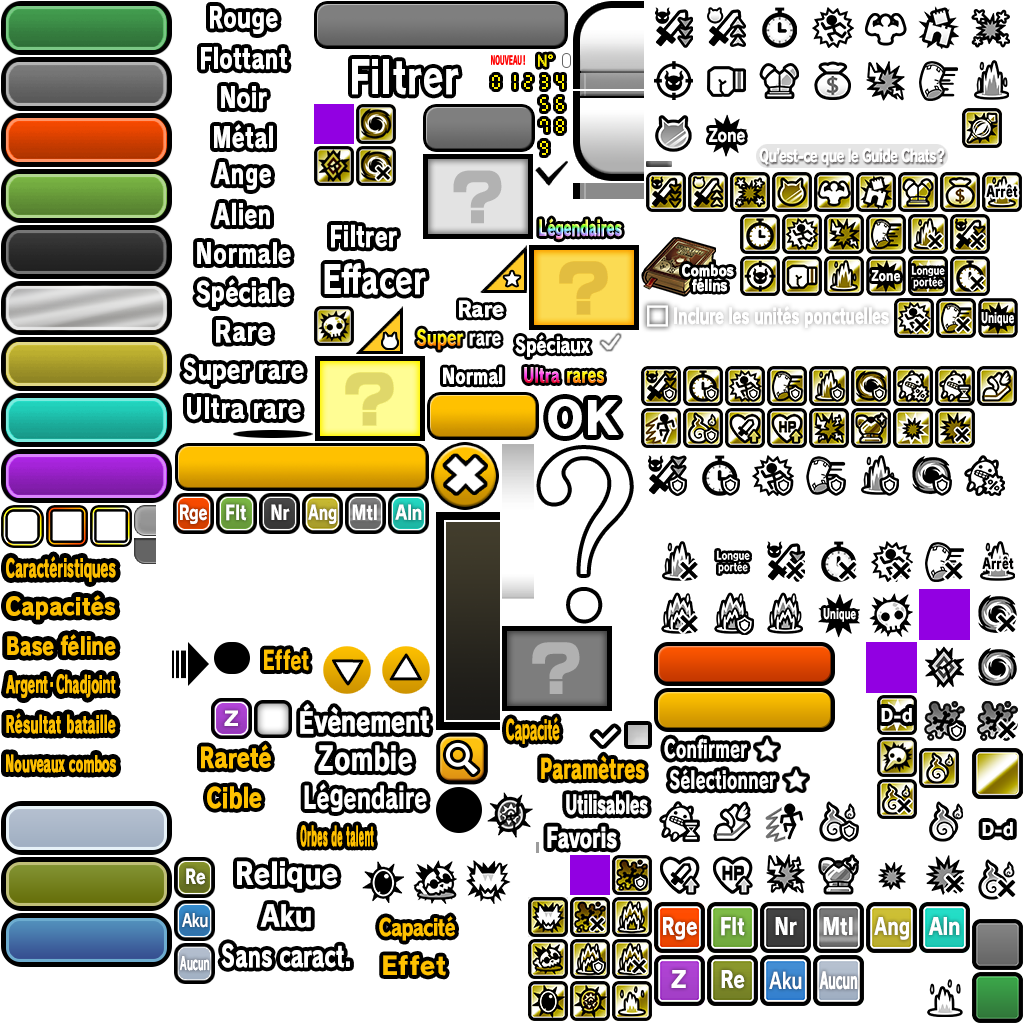 Rouge
Flottant
Noir
Métal
Ange
Alien
Normale
Spéciale
Rare
Super rare
Ultra rare
Filtrer
NOUVEAU!
N°
0 1 2 3 4
5 6
7 8
9
Zone
Qu'est-ce que le Guide Chats?
Arrêt
Filtrer
Effacer
Légendaires
Rare
Super rare
Spéciaux
Normal
Ultra rares
OK
Combos
félins
Zone
Longue
portée
Inclure les unités ponctuelles
Unique
HP
Rge
Flt
Nr
Ang
Mtl
Aln
Caractéristiques
Capacités
Base féline
Argent · Chadjoint
Résultat bataille
Nouveaux combos
Longue
portée
Arrêt
Unique
Effet
Z
Évènement
Rareté
Zombie
Cible
Légendaire
Orbes de talent
Capacité
Paramètres
Utilisables
Favoris
Confirmer
Sélectionner
D-d
D-d
HP
Re
Aku
Aucun
Relique
Aku
Sans caract.
Capacité
Effet
Rge
Flt
Nr
Mtl
Ang
Aln
Z
Re
Aku
Aucun